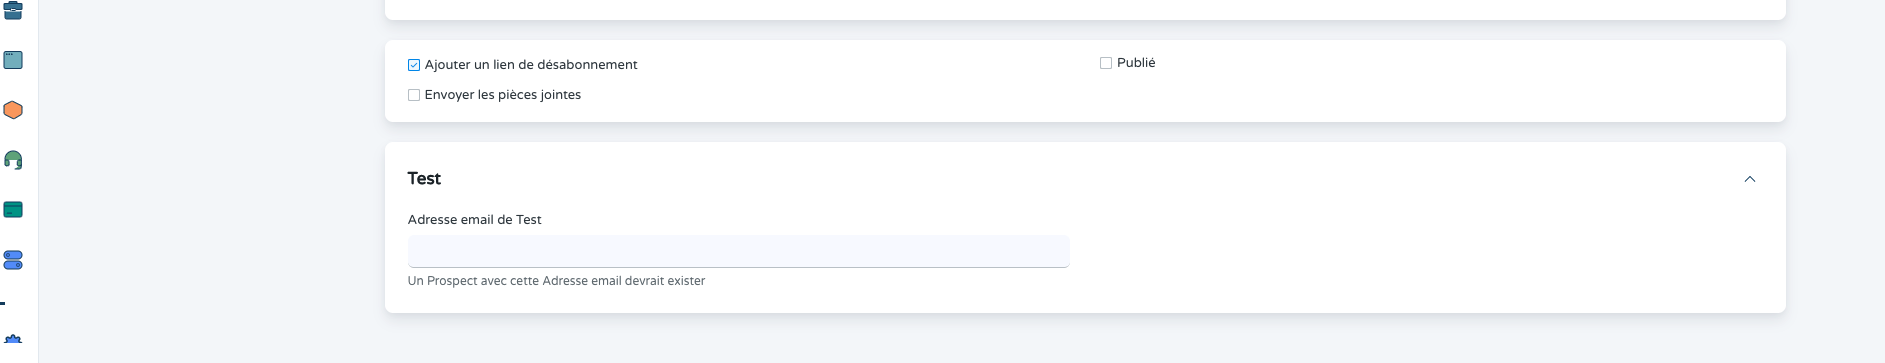 Ajouter un lien de désabonnement
Publié
Envoyer les pièces jointes
Test
Adresse email de Test
Un Prospect avec cette Adresse email devrait exister